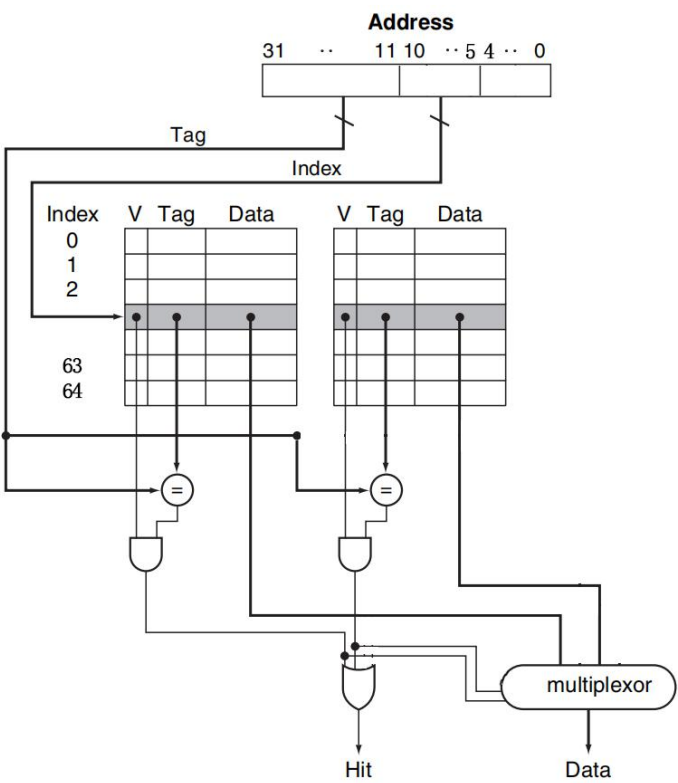 Address
31 ·· 11 10 ··5 4 ·· 0
Tag
Index
Index V Tag Data V Tag Data
0
1
2
63
64
= =
multiplexor
Hit Data